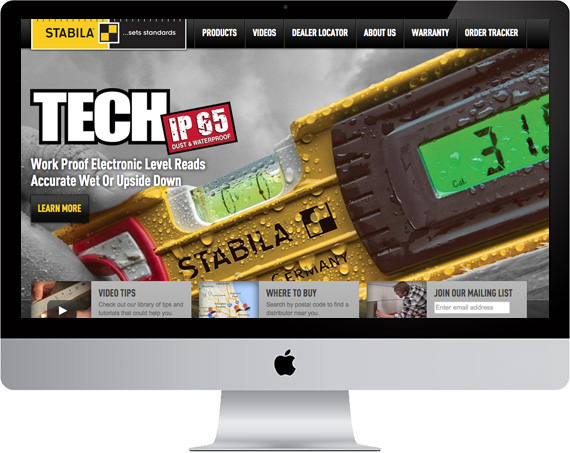 STABILA
...sets standards
PRODUCTS
VIDEOS
DEALER LOCATOR
ABOUT US
WARRANTY
ORDER TRACKER
TECH
IP 65
DUST & WATERPROOF
Work Proof Electronic Level Reads
Accurate Wet Or Upside Down
LEARN MORE
Cal.
STABILA
GERMANY
VIDEO TIPS
Check out our library of tips and
tutorials that could help you.
WHERE TO BUY
Search by postal code to find a
distributor near you.
JOIN OUR MAILING LIST
Enter email address